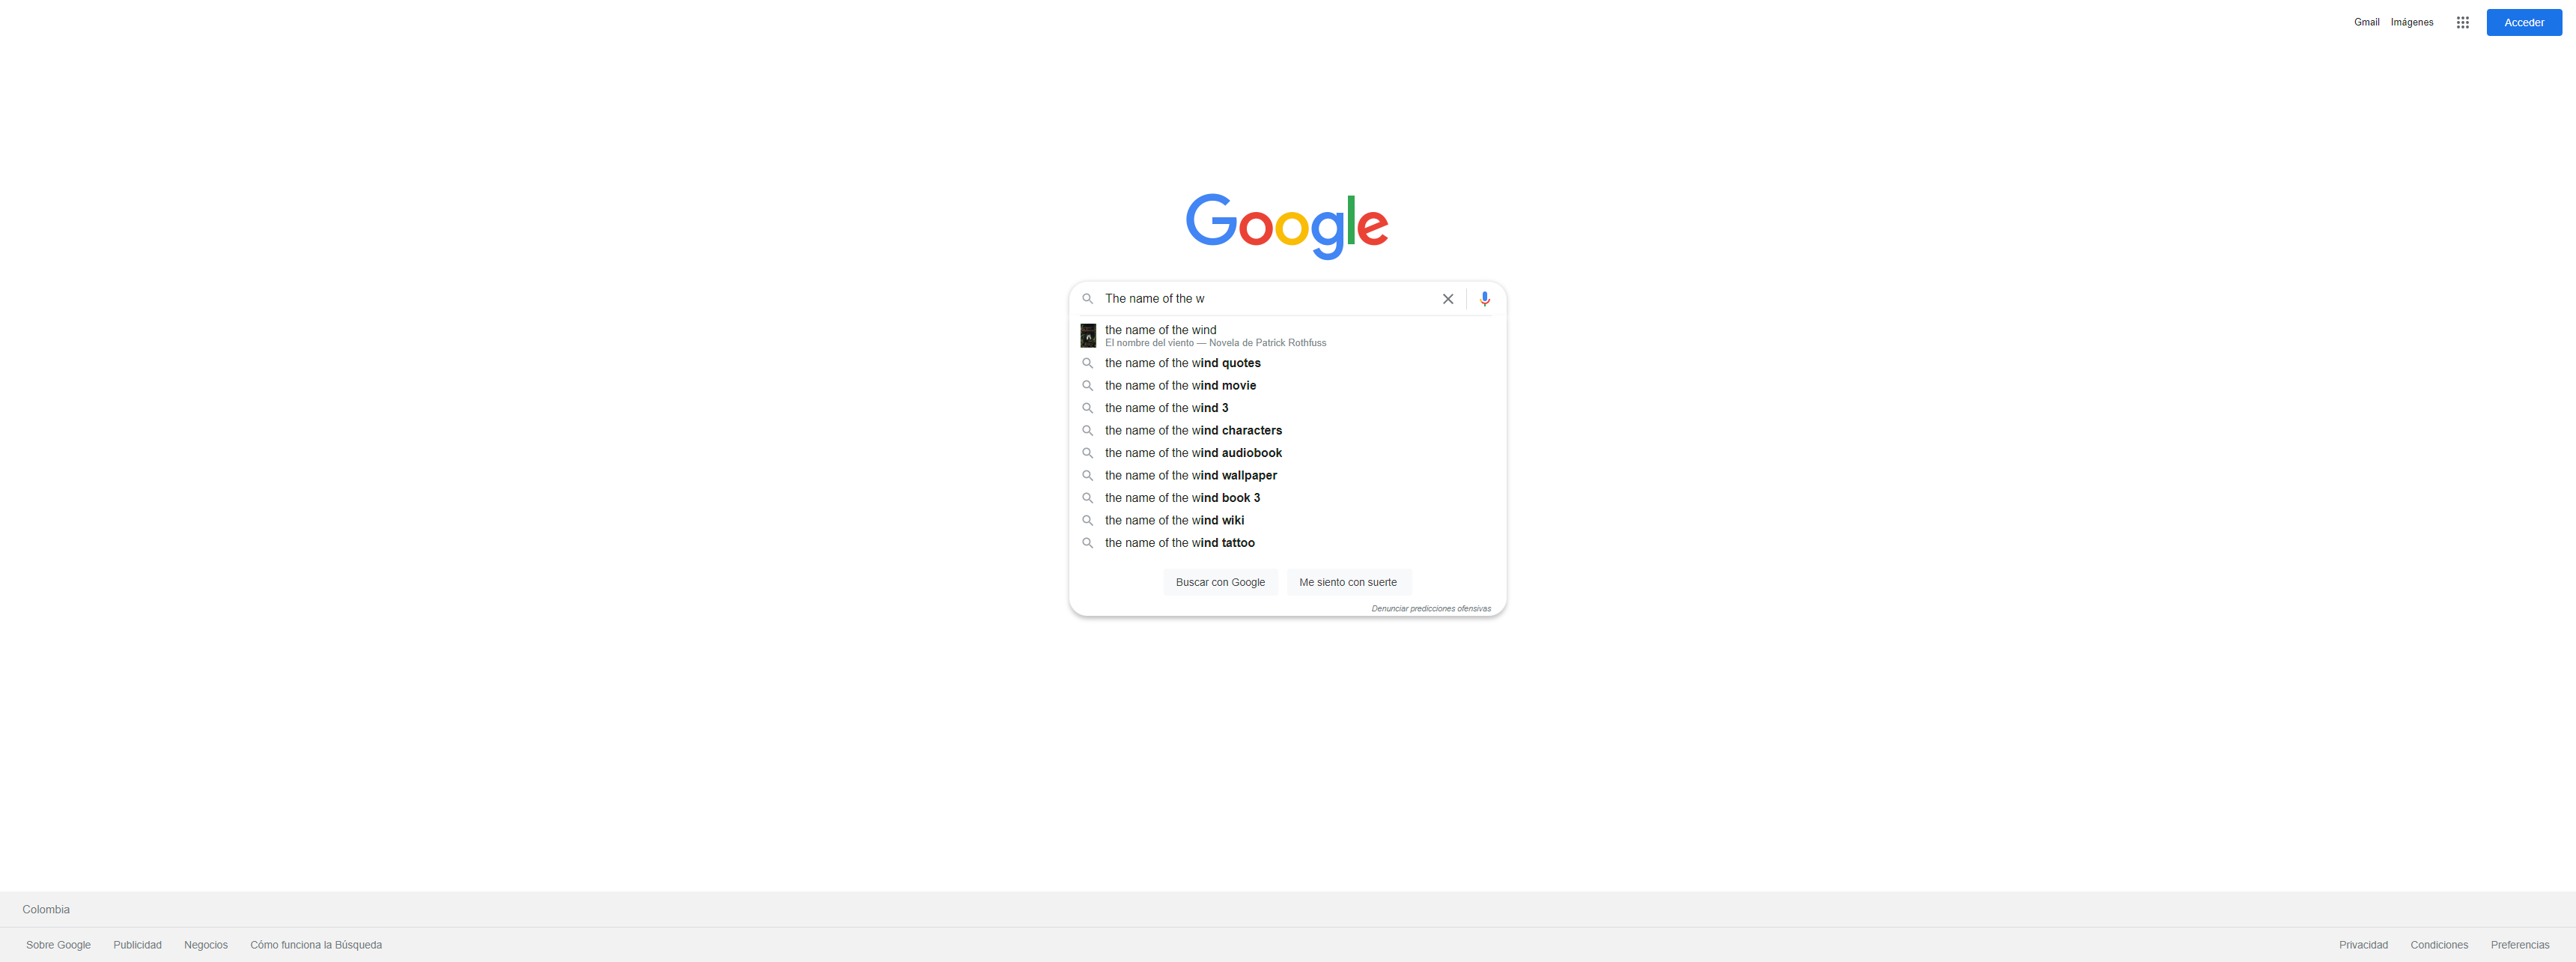 Gmail Imágenes Acceder
Google
The name of the w
the name of the wind
El nombre del viento — Novela de Patrick Rothfuss
the name of the wind quotes
the name of the wind movie
the name of the wind 3
the name of the wind characters
the name of the wind audiobook
the name of the wind wallpaper
the name of the wind book 3
the name of the wind wiki
the name of the wind tattoo
Buscar con Google Me siento con suerte
Denunciar predicciones ofensivas
Colombia
Sobre Google Publicidad Negocios Cómo funciona la Búsqueda Privacidad Condiciones Preferencias